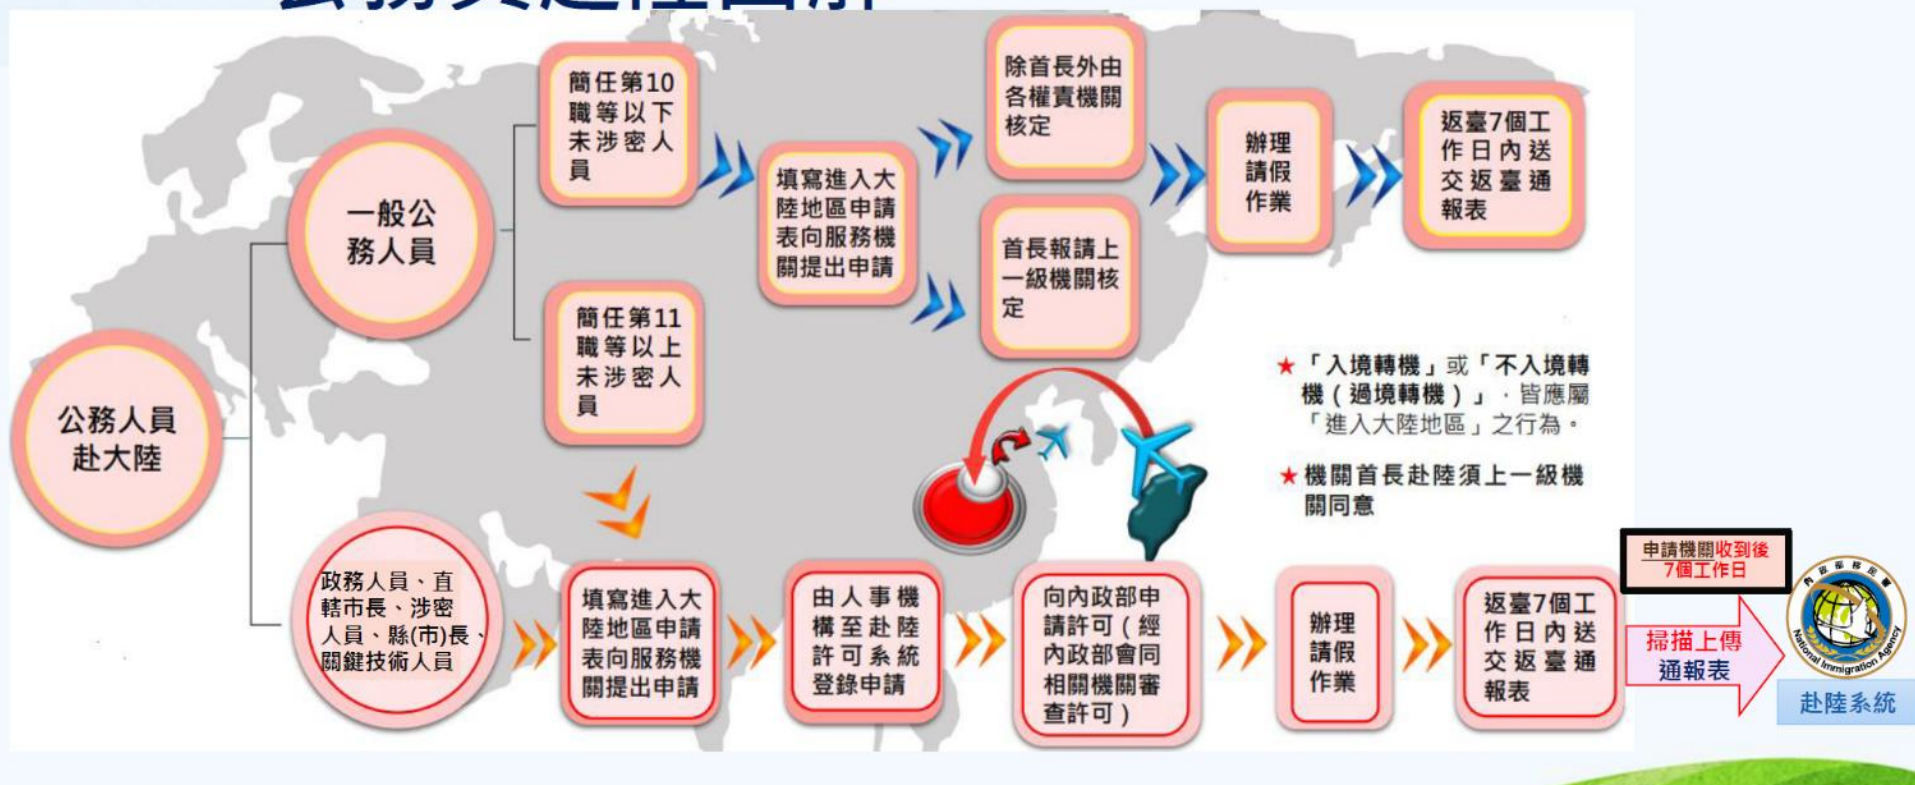 公務人員
赴大陸
一般公
務人員
簡任第10
職等以下
未涉密人
員
簡任第11
職等以上
未涉密人
員
填寫進入大
陸地區申請
表向服務機
關提出申請
除首長外由
各權責機關
核定
首長報請上
一級機關核
定
辦理
請假
作業
返臺7個工
作日內送
交返臺通
報表
★「入境轉機」或「不入境轉
機(過境轉機)」,皆應屬
「進入大陸地區」之行為。
★機關首長赴陸須上一級機
關同意
政務人員、直
轄市長、涉密
人員、縣(市)長、
關鍵技術人員
填寫進入大
陸地區申請
表向服務機
關提出申請
由人事機
構至赴陸
許可系統
登錄申請
向內政部申
請許可(經
內政部會同
相關機關審
查許可)
辦理
請假
作業
返臺7個工
作日內送
交返臺通
報表
申請機關收到後
7個工作日
掃描上傳
通報表
內政部移民署
National Immigration Agency
赴陸系統